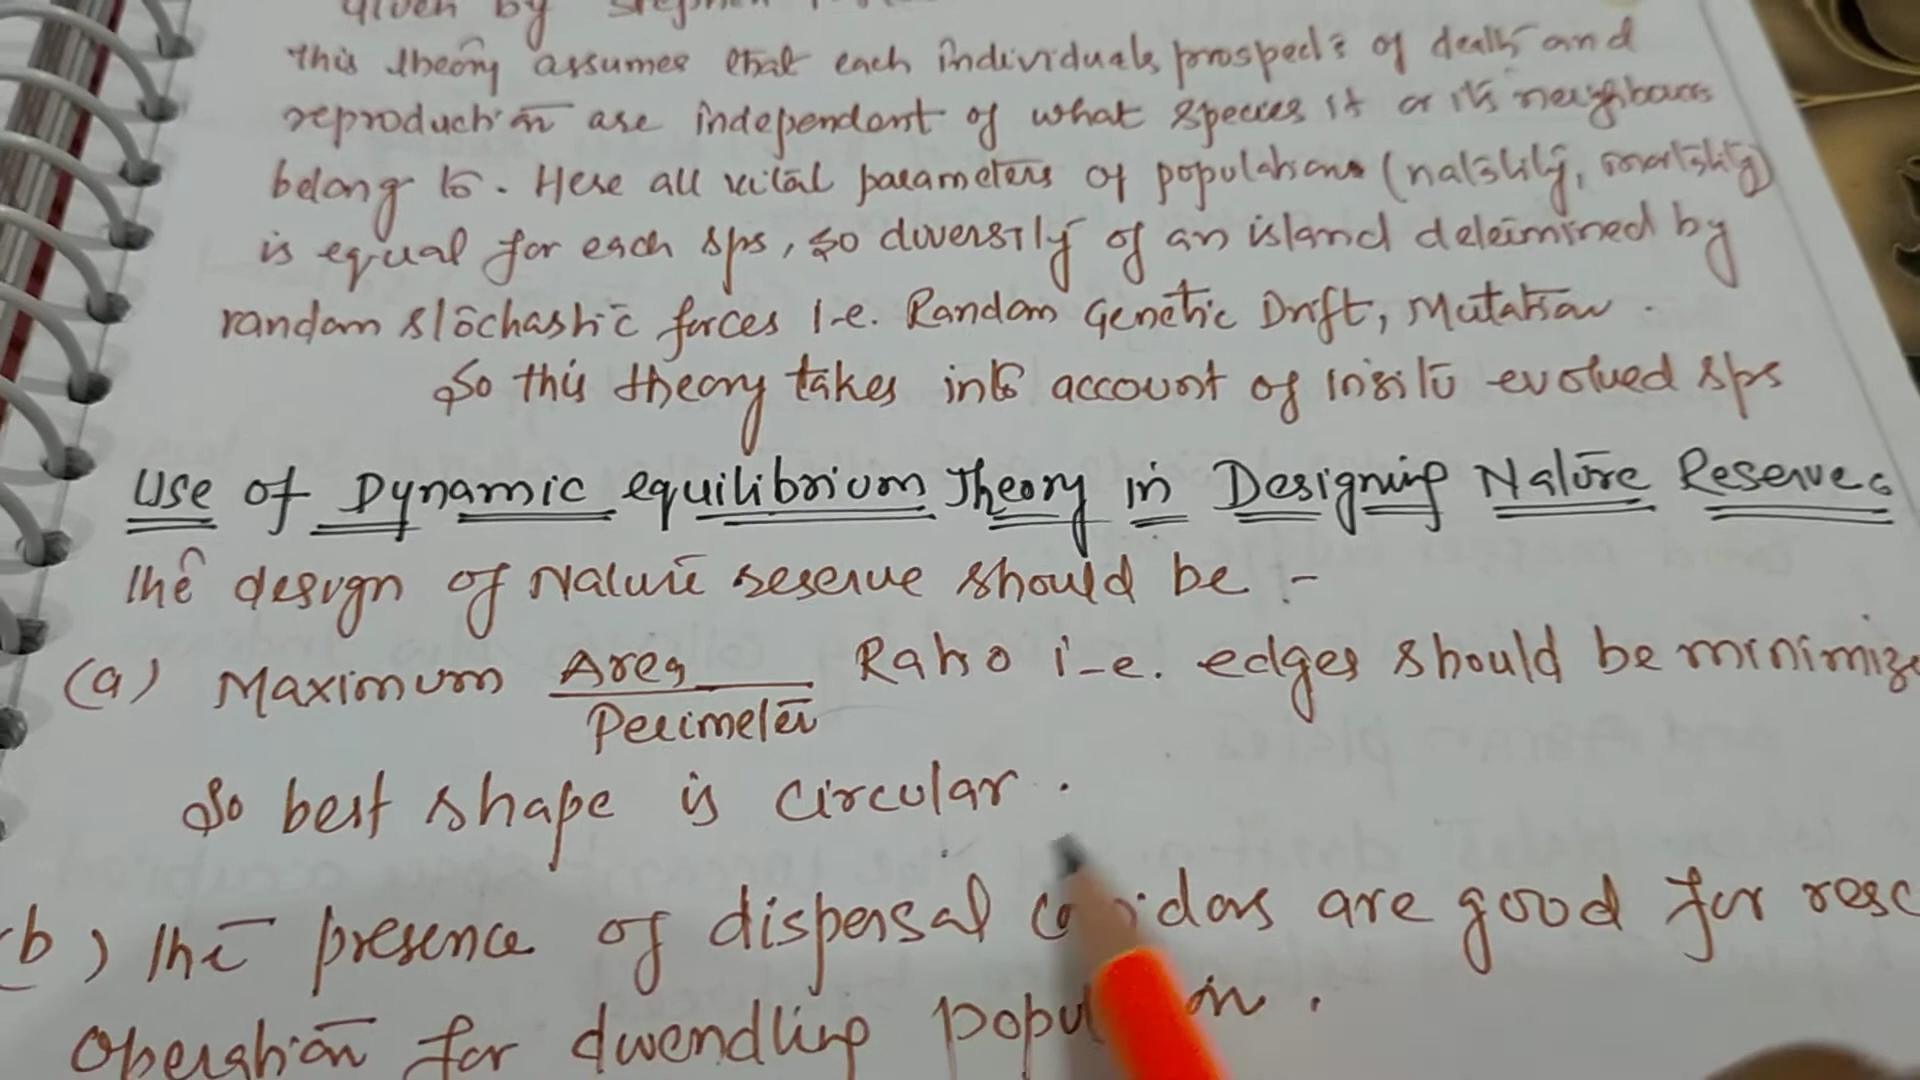 given by Stephen
This theory assumes that each individuals prospects of death and
reproduction are independent of what species it or its neighbours
belong to. Here all vital parameters of populations (natality, mortality)
is equal for each sps, so diversity of an island determined by
random stochastic forces i-e. Random Genetic Drift, Mutation.
So this theory takes into account of insitu evolved sps
Use of Dynamic equilibrium Theory in Designing Nature Reserves
The design of Nature reserve should be :-
(a) Maximum Area/Perimeter Ratio i-e. edges should be minimize
So best shape is circular.
(b) The presence of dispersal are good for resc
Operation for dwendling